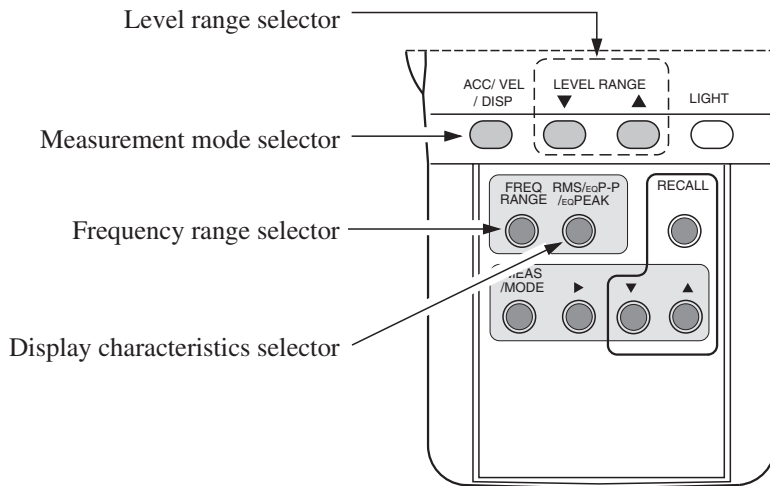 Level range selector
ACC/ VEL
/ DISP
LEVEL RANGE
▼ ▲
LIGHT
Measurement mode selector
FREQ
RANGE
RMS/EQP-P
/EQPEAK
RECALL
Frequency range selector
MEAS
/MODE
▶ ▼ ▲
Display characteristics selector